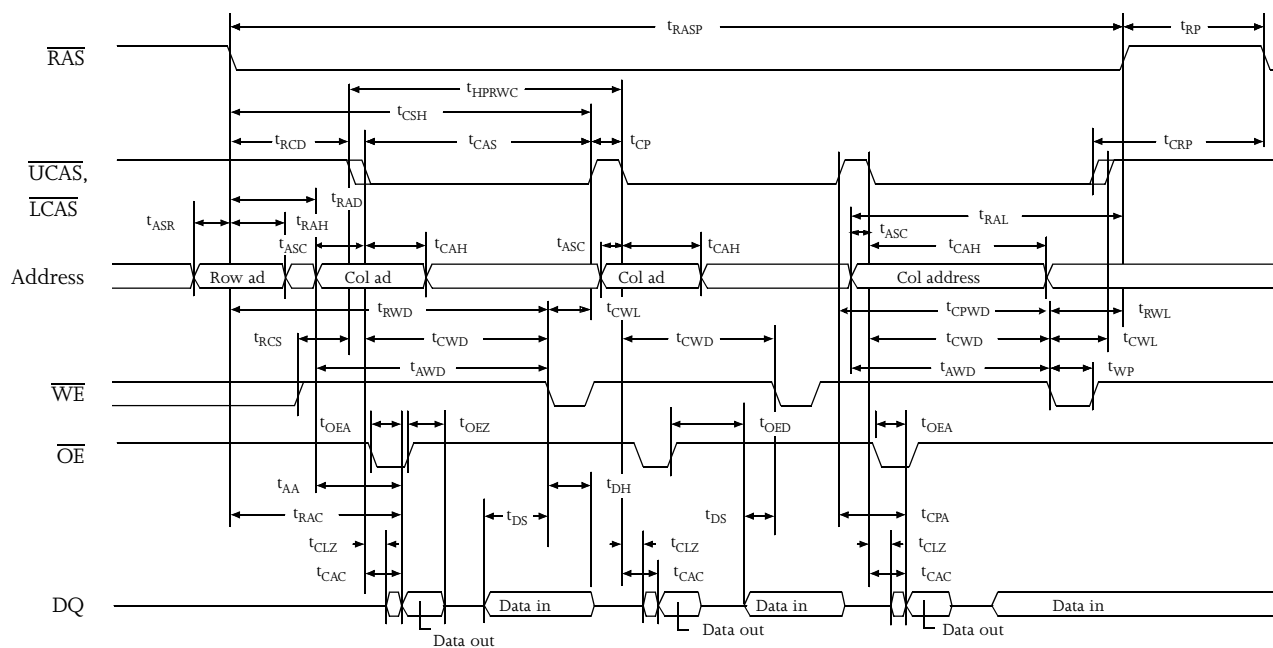 tRASP tRP
RAS
tHPRWC
tCSH
tRCD tCAS tCP tCRP
UCAS,
LCAS
tRAD
tASR tRAH tRAL
tASC tCAH tASC tCAH tASC tCAH
Address Row ad Col ad Col ad Col address
tRWD tCWL tCPWD tRWL
tRCS tCWD tCWD tCWD tCWL
tAWD tAWD tWP
WE
tOEA tOEZ tOED tOEA
OE
tAA tDH
tRAC tDS tDS tCPA
tCLZ tCLZ tCLZ
tCAC tCAC tCAC
DQ Data in Data in Data in
Data out Data out Data out